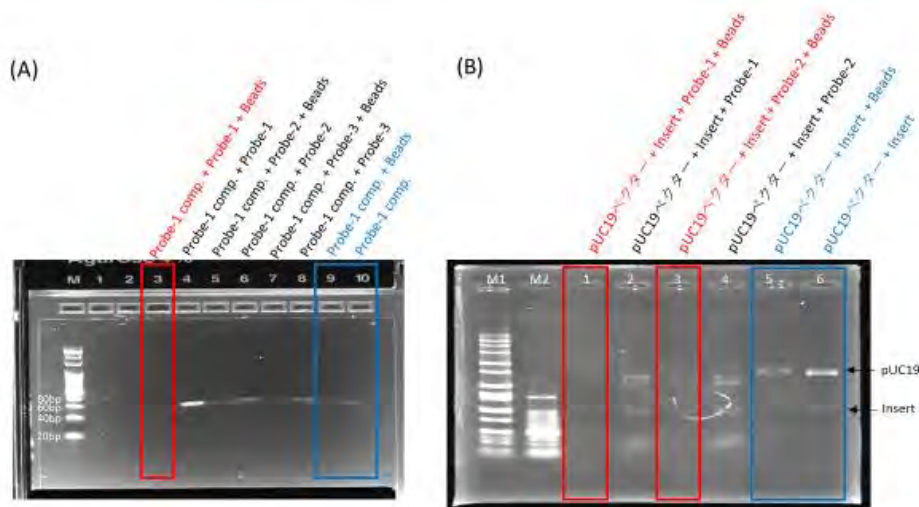 (A)
Probe-1 comp. + Probe-1 + Beads
Probe-1 comp. + Probe-1
Probe-1 comp. + Probe-2 + Beads
Probe-1 comp. + Probe-2
Probe-1 comp. + Probe-3 + Beads
Probe-1 comp. + Probe-3
Probe-1 comp. + Beads
Probe-1 comp.
M 1 2 3 4 5 6 7 8 9 10
80bp
60bp
40bp
20bp
(B)
pUC19ベクター + Insert + Probe-1 + Beads
pUC19ベクター + Insert + Probe-1
pUC19ベクター + Insert + Probe-2 + Beads
pUC19ベクター + Insert + Probe-2
pUC19ベクター + Insert + Beads
pUC19ベクター + Insert
M1 M2 1 2 3 4 5 6
pUC19
Insert